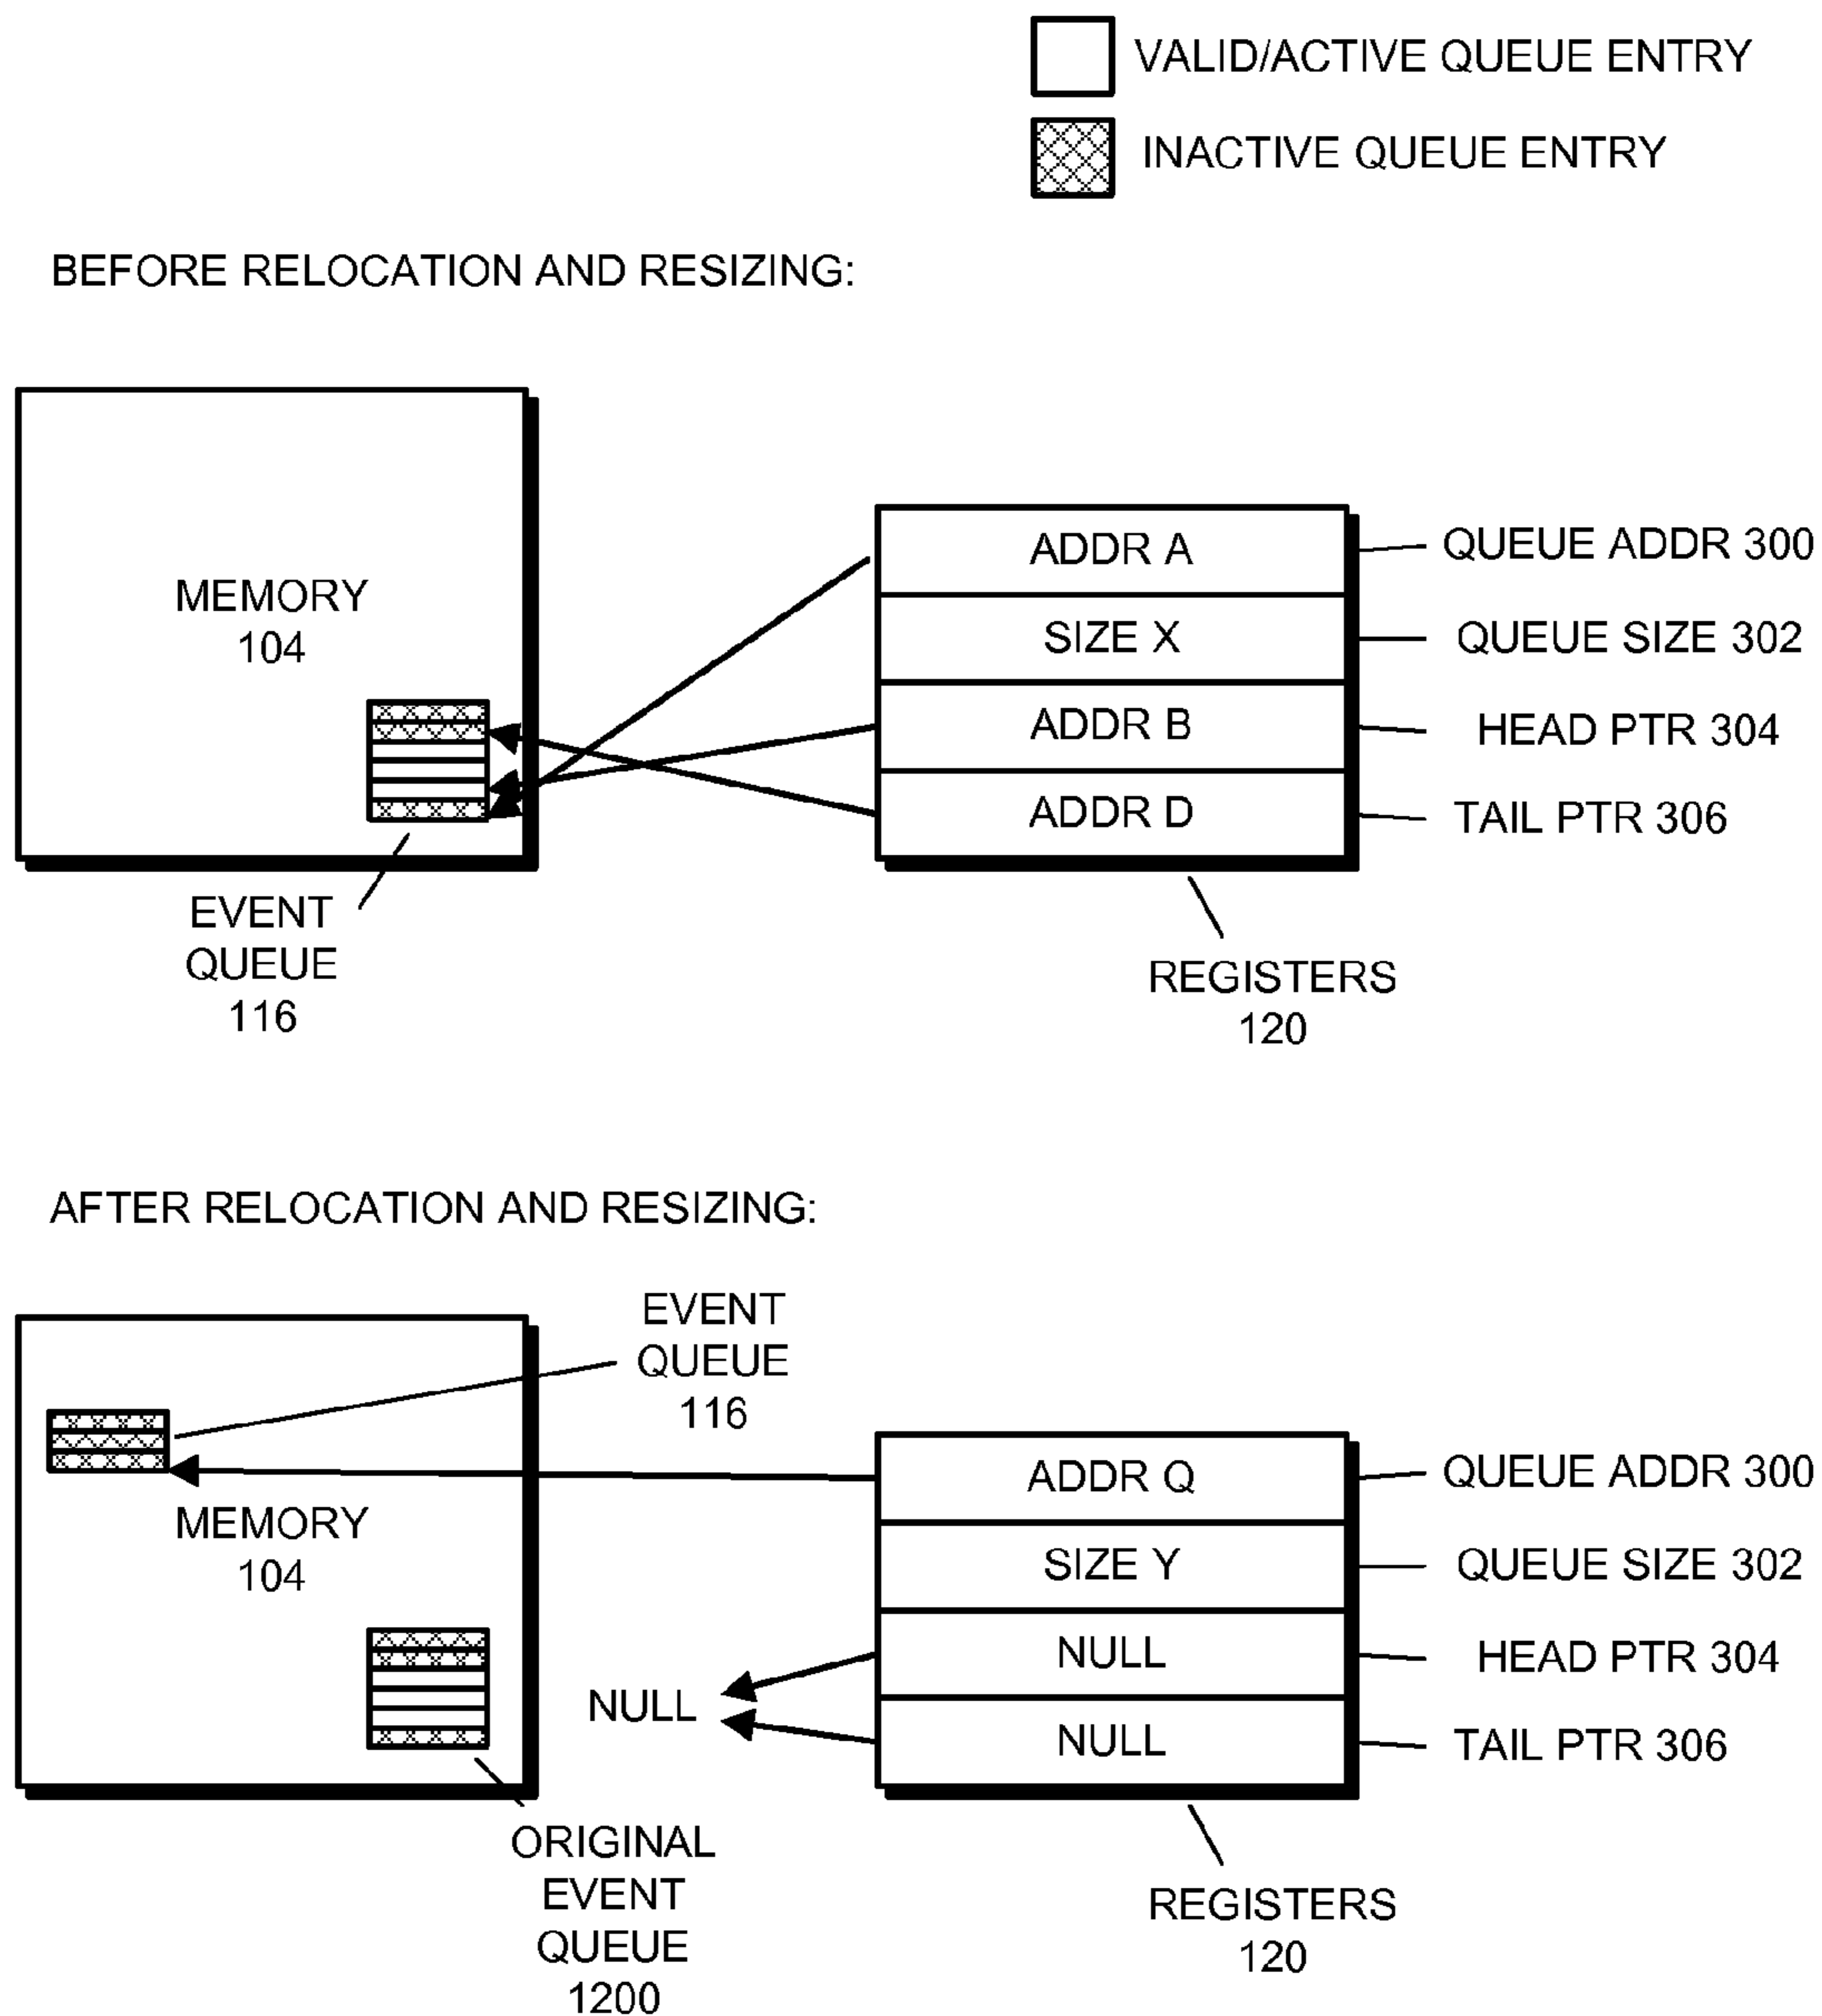 VALID/ACTIVE QUEUE ENTRY
INACTIVE QUEUE ENTRY
BEFORE RELOCATION AND RESIZING:
MEMORY
104
EVENT
QUEUE
116
ADDR A
SIZE X
ADDR B
ADDR D
QUEUE ADDR 300
QUEUE SIZE 302
HEAD PTR 304
TAIL PTR 306
REGISTERS
120
AFTER RELOCATION AND RESIZING:
EVENT
QUEUE
116
MEMORY
104
NULL
ORIGINAL
EVENT
QUEUE
1200
ADDR Q
SIZE Y
NULL
NULL
QUEUE ADDR 300
QUEUE SIZE 302
HEAD PTR 304
TAIL PTR 306
REGISTERS
120